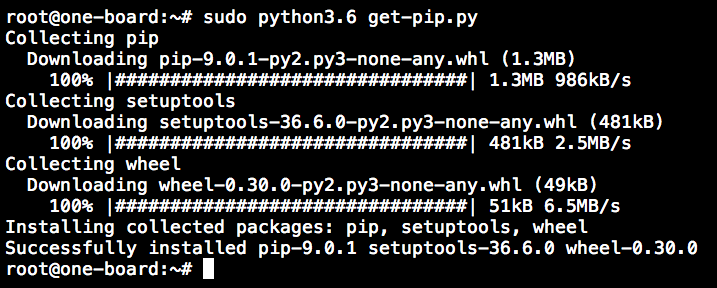 root@one-board:~# sudo python3.6 get-pip.py
Collecting pip
  Downloading pip-9.0.1-py2.py3-none-any.whl (1.3MB)
    100% |################################| 1.3MB 986kB/s
Collecting setuptools
  Downloading setuptools-36.6.0-py2.py3-none-any.whl (481kB)
    100% |################################| 481kB 2.5MB/s
Collecting wheel
  Downloading wheel-0.30.0-py2.py3-none-any.whl (49kB)
    100% |################################| 51kB 6.5MB/s
Installing collected packages: pip, setuptools, wheel
Successfully installed pip-9.0.1 setuptools-36.6.0 wheel-0.30.0
root@one-board:~#